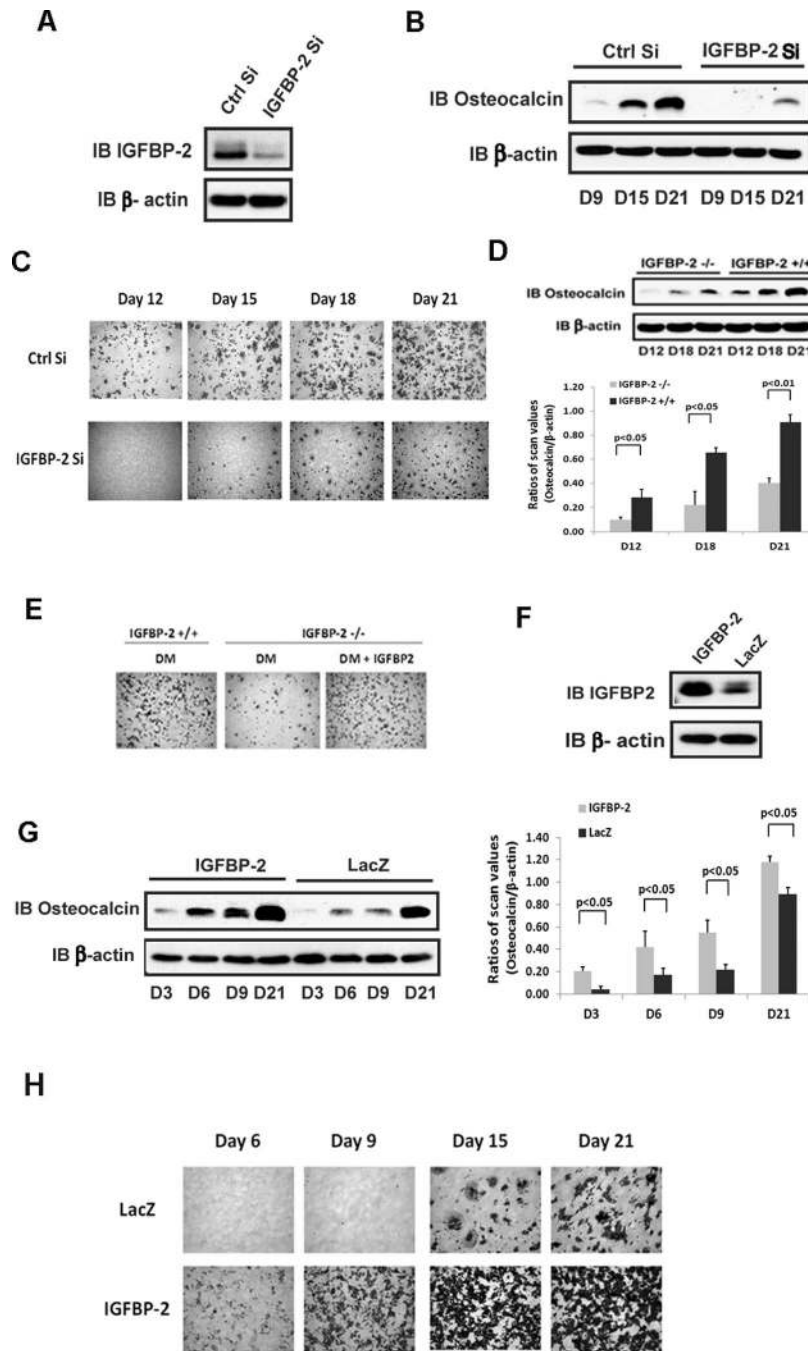 A
Ctrl Si
IGFBP-2 Si
IB IGFBP-2
IB β- actin
B
Ctrl Si IGFBP-2 Si
IB Osteocalcin
IB β-actin
D9 D15 D21 D9 D15 D21
C
Day 12 Day 15 Day 18 Day 21
Ctrl Si
IGFBP-2 Si
D
IGFBP-2 -/- IGFBP-2 +/+
IB Osteocalcin
IB β-actin
D12 D18 D21 D12 D18 D21
IGFBP-2 -/-
IGFBP-2 +/+
Ratios of scan values
(Osteocalcin/β-actin)
1.20
1.00
0.80
0.60
0.40
0.20
0.00
p<0.05
p<0.05
p<0.01
D12 D18 D21
E
IGFBP-2 +/+ IGFBP-2 -/-
DM DM DM + IGFBP2
F
IGFBP-2
LacZ
IB IGFBP2
IB β- actin
G
IGFBP-2 LacZ
IB Osteocalcin
IB β-actin
D3 D6 D9 D21 D3 D6 D9 D21
IGFBP-2
LacZ
Ratios of scan values
(Osteocalcin/β-actin)
1.40
1.20
1.00
0.80
0.60
0.40
0.20
0.00
p<0.05
p<0.05
p<0.05
p<0.05
D3 D6 D9 D21
H
Day 6 Day 9 Day 15 Day 21
LacZ
IGFBP-2